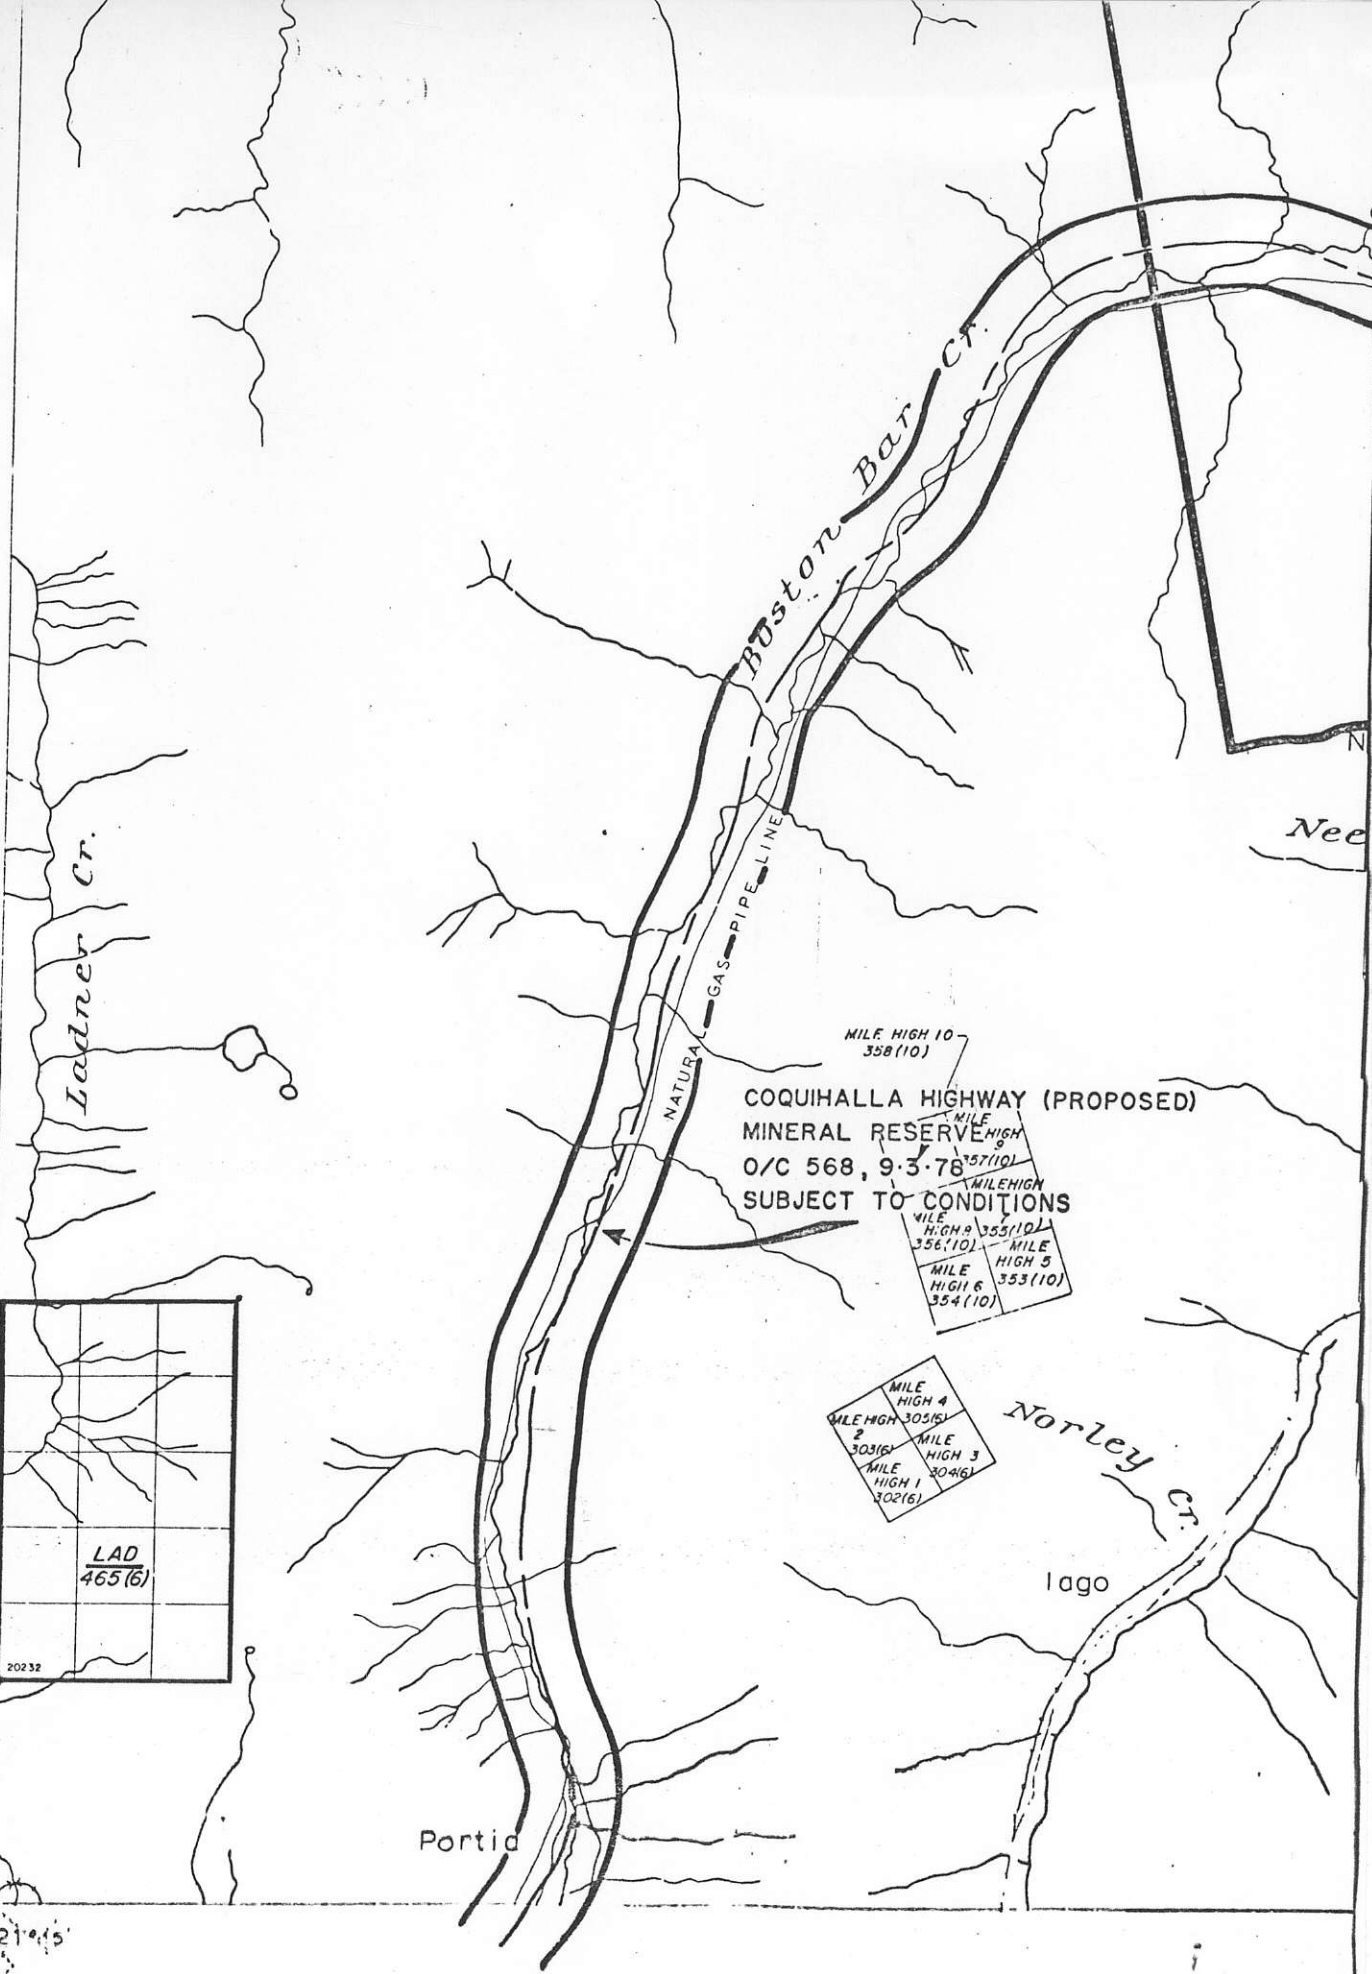 Boston Bar Cr.
N
Nee
Ladner Cr.
NATURAL GAS PIPE LINE
MILE HIGH 10
358(10)
COQUIHALLA HIGHWAY (PROPOSED)
MINERAL RESERVE
O/C 568, 9·3·78
SUBJECT TO CONDITIONS
MILE
HIGH
9
357(10)
MILE HIGH
7
355(10)
MILE
HIGH 8
356(10)
MILE
HIGH 5
353(10)
MILE
HIGH 6
354(10)
MILE
HIGH 4
305(6)
MILE HIGH
2
303(6)
MILE
HIGH 3
304(6)
MILE
HIGH 1
302(6)
Norley Cr.
Iago
LAD
465(6)
20232
Portia
21°15'